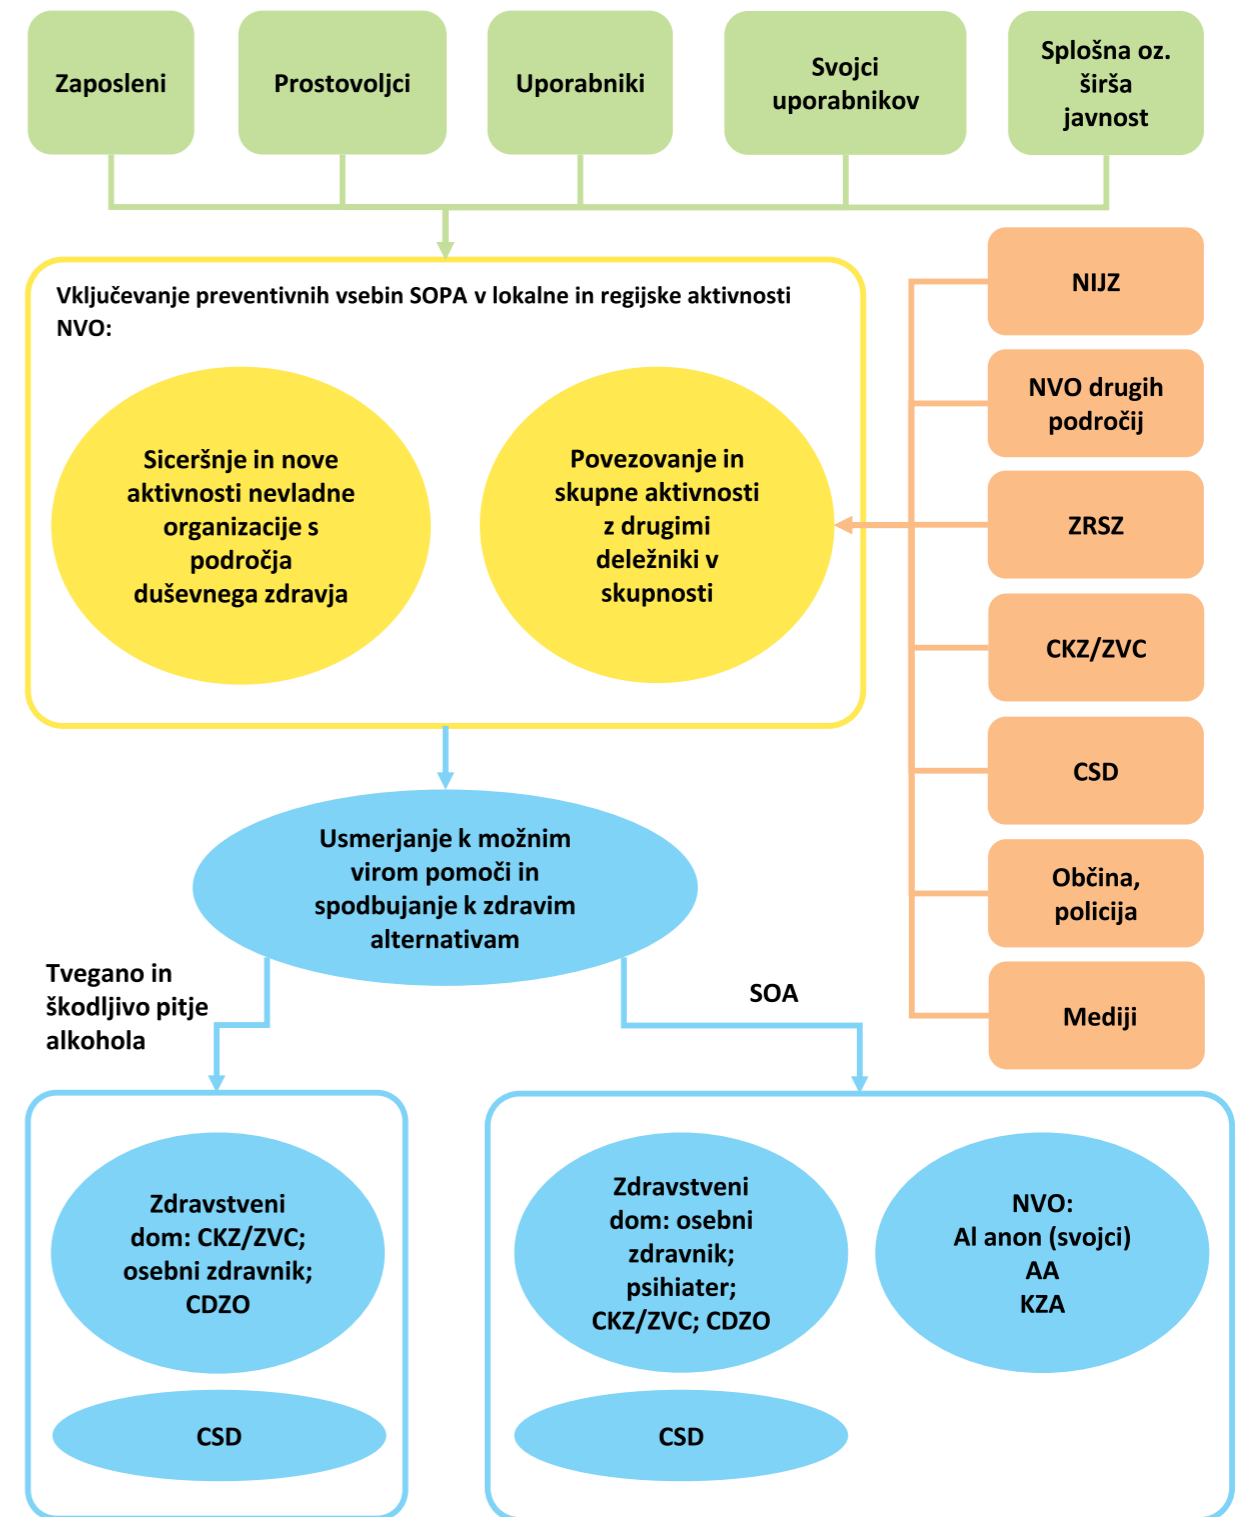 Zaposleni
Prostovoljci
Uporabniki
Svojci
uporabnikov
Splošna oz.
širša
javnost
Vključevanje preventivnih vsebin SOPA v lokalne in regijske aktivnosti
NVO:
Siceršnje in nove
aktivnosti nevladne
organizacije s
področja
duševnega zdravja
Povezovanje in
skupne aktivnosti
z drugimi
deležniki v
skupnosti
NIJZ
NVO drugih
področij
ZRSZ
CKZ/ZVC
CSD
Občina,
policija
Mediji
Usmerjanje k možnim
virom pomoči in
spodbujanje k zdravim
alternativam
Tvegano in
škodljivo pitje
alkohola
SOA
Zdravstveni
dom: CKZ/ZVC;
osebni zdravnik;
CDZO
CSD
Zdravstveni
dom: osebni
zdravnik;
psihiater;
CKZ/ZVC; CDZO
CSD
NVO:
Al anon (svojci)
AA
KZA